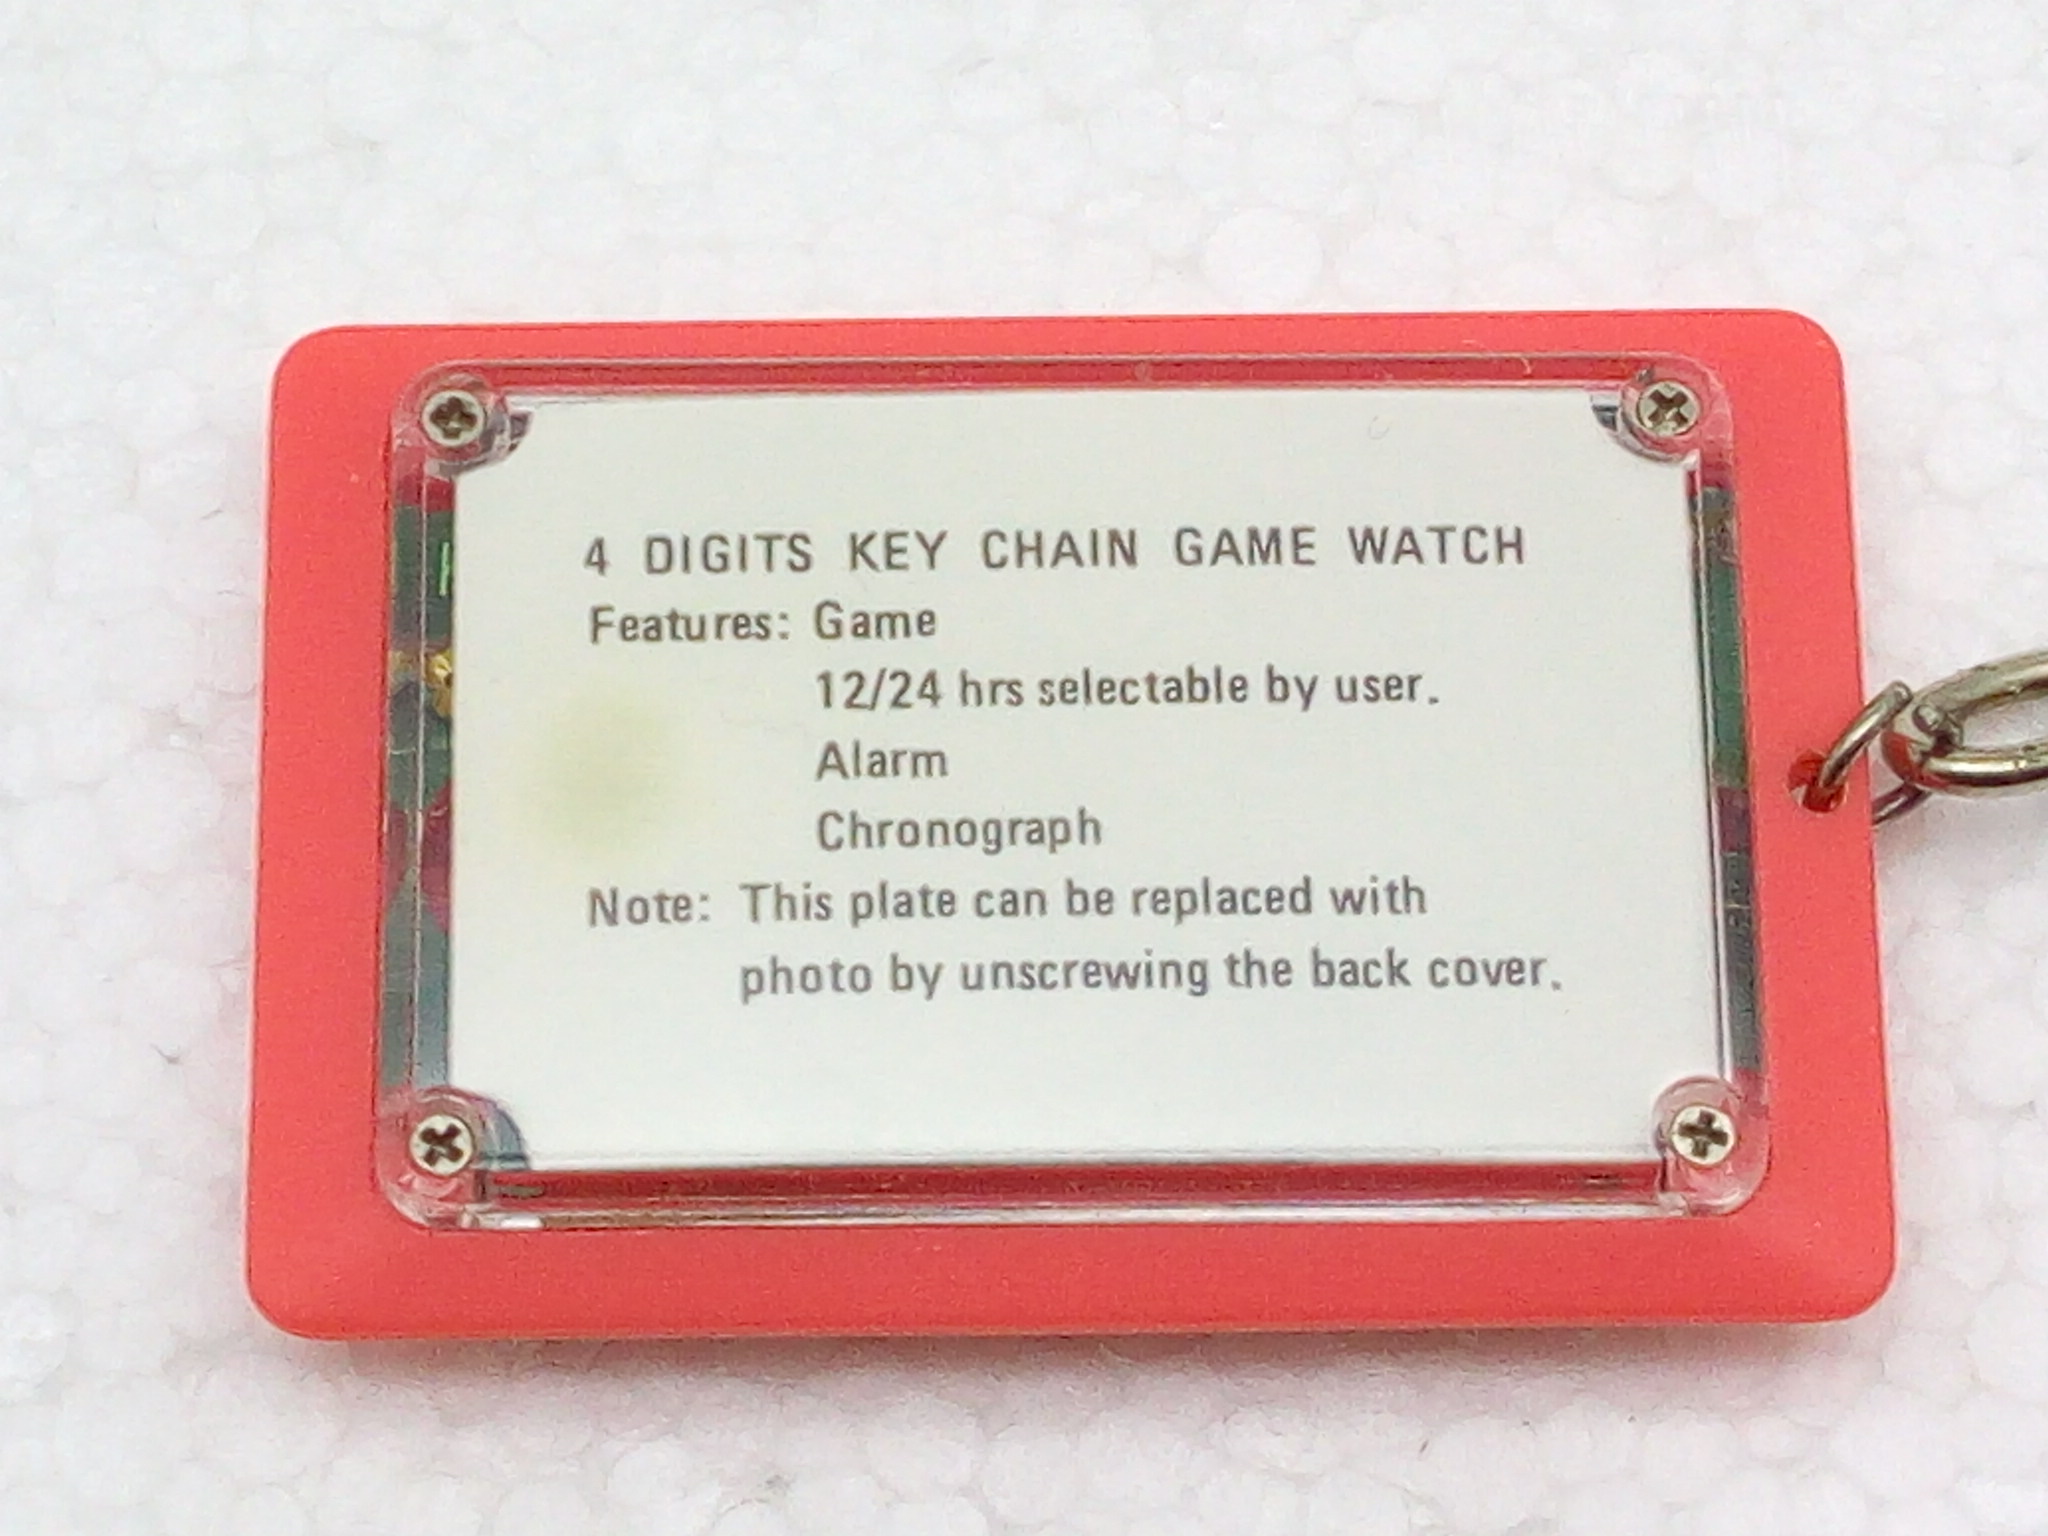 4 DIGITS KEY CHAIN GAME WATCH
Features: Game
12/24 hrs selectable by user.
Alarm
Chronograph
Note: This plate can be replaced with
photo by unscrewing the back cover.